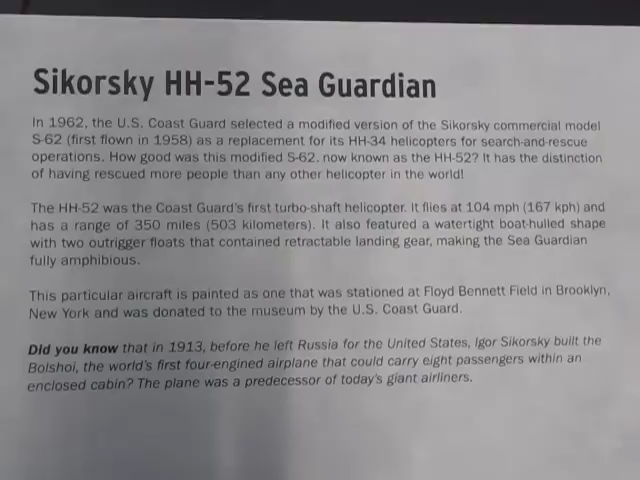 Sikorsky HH-52 Sea Guardian
In 1962, the U.S. Coast Guard selected a modified version of the Sikorsky commercial model
S-62 (first flown in 1958) as a replacement for its HH-34 helicopters for search-and-rescue
operations. How good was this modified S-62, now known as the HH-52? It has the distinction
of having rescued more people than any other helicopter in the world!
The HH-52 was the Coast Guard's first turbo-shaft helicopter. It flies at 104 mph (167 kph) and
has a range of 350 miles (503 kilometers). It also featured a watertight boat-hulled shape
with two outrigger floats that contained retractable landing gear, making the Sea Guardian
fully amphibious.
This particular aircraft is painted as one that was stationed at Floyd Bennett Field in Brooklyn,
New York and was donated to the museum by the U.S. Coast Guard.
Did you know that in 1913, before he left Russia for the United States, Igor Sikorsky built the
Bolshoi, the world's first four-engined airplane that could carry eight passengers within an
enclosed cabin? The plane was a predecessor of today's giant airliners.